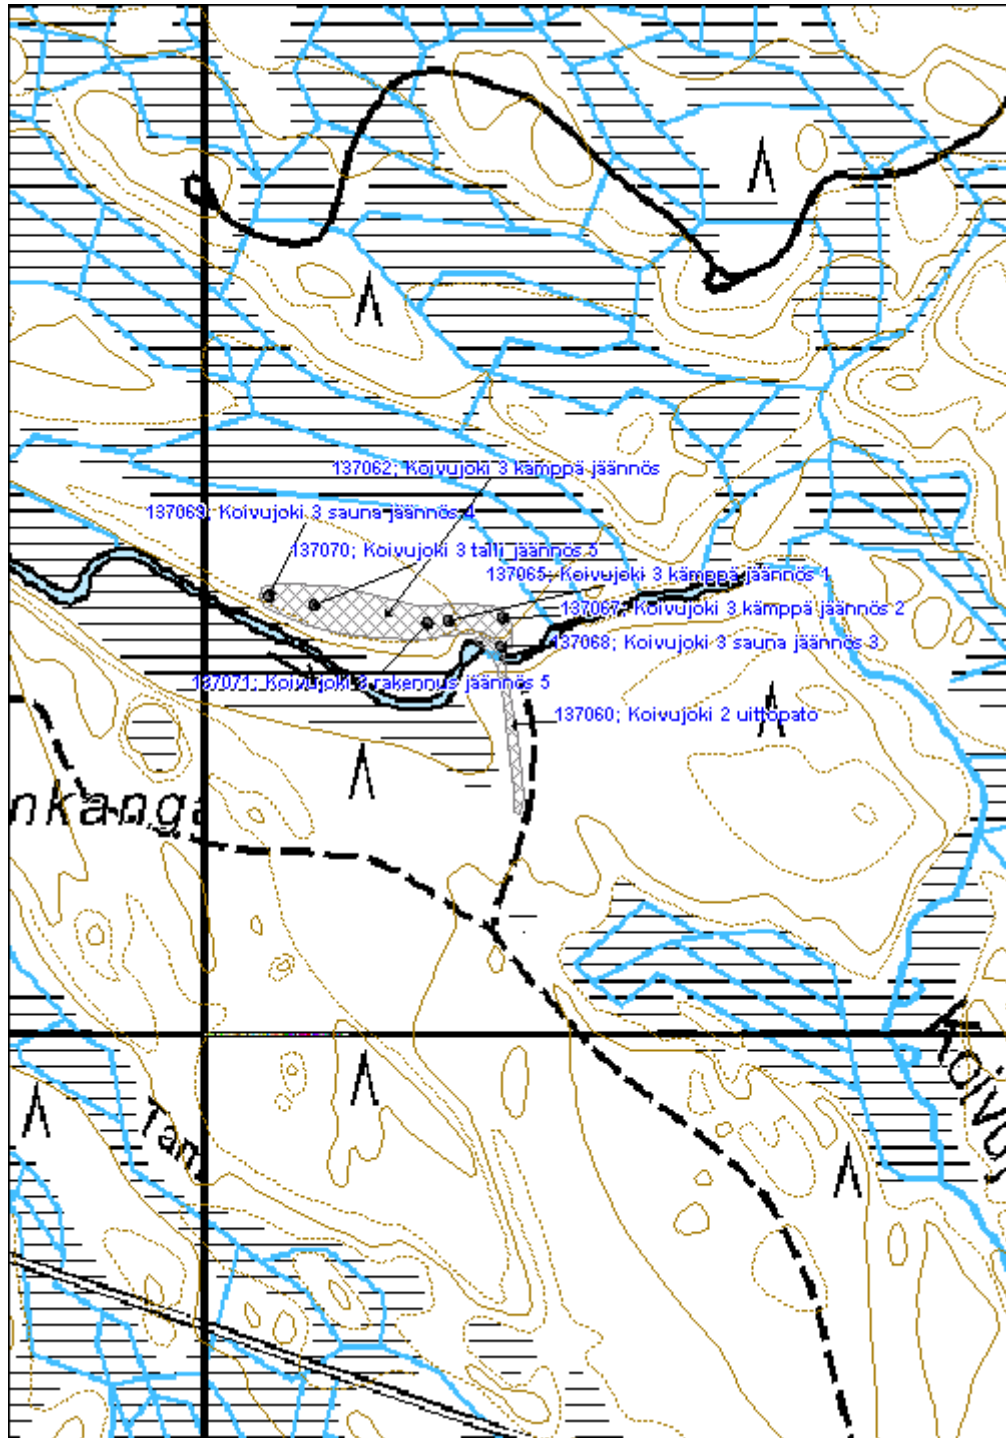 137062; Koivujoki 3 kämppä jäännös
137069; Koivujoki 3 sauna jäännös 4
137070; Koivujoki 3 talli jäännös 5
137065; Koivujoki 3 kämppä jäännös 1
137067; Koivujoki 3 kämppä jäännös 2
137068; Koivujoki 3 sauna jäännös 3
137071; Koivujoki 3 rakennus jäännös 5
137060; Koivujoki 2 uittopato
nkanga
Koivuj
Tam